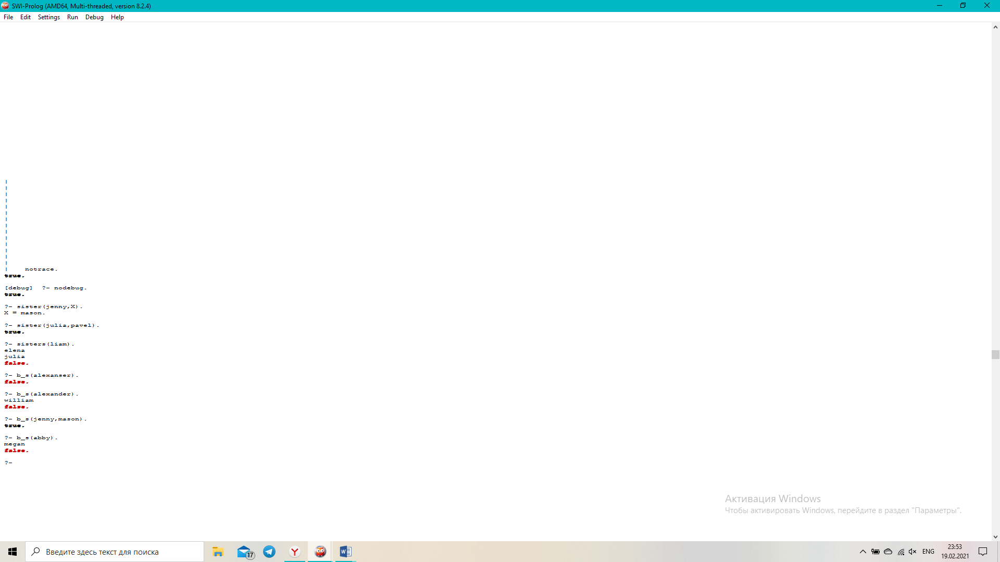 SWI-Prolog (AMD64, Multi-threaded, version 8.2.4)
File Edit Settings Run Debug Help
| notrace.
true.
[debug] ?- nodebug.
true.
?- sister(jenny,X).
X = mason.
?- sister(julia,pavel).
true.
?- sisters(liam).
elena
julia
false.
?- b_s(alexanser).
false.
?- b_s(alexander).
william
false.
?- b_s(jenny,mason).
true.
?- b_s(abby).
megan
false.
?-
Активация Windows
Чтобы активировать Windows, перейдите в раздел "Параметры".
Введите здесь текст для поиска
17
ENG
23:53
19.02.2021